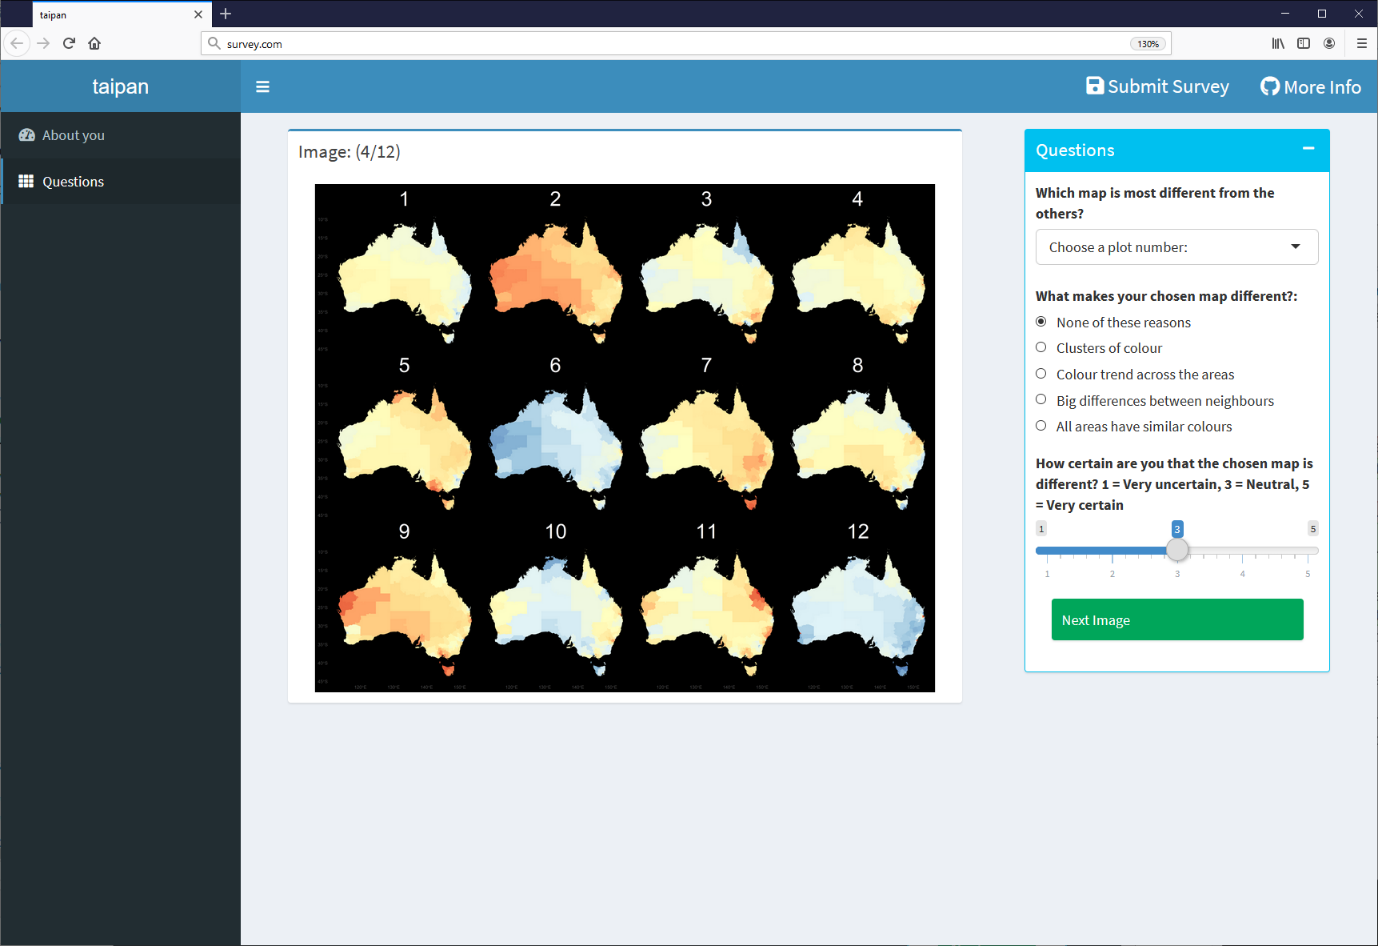 taipan
survey.com
130%
taipan
Submit Survey
More Info
About you
Questions
Image: (4/12)
1
2
3
4
5
6
7
8
9
10
11
12
Questions
Which map is most different from the
others?
Choose a plot number:
What makes your chosen map different?:
None of these reasons
Clusters of colour
Colour trend across the areas
Big differences between neighbours
All areas have similar colours
How certain are you that the chosen map is
different? 1 = Very uncertain, 3 = Neutral, 5
= Very certain
1
3
5
1
2
3
4
5
Next Image